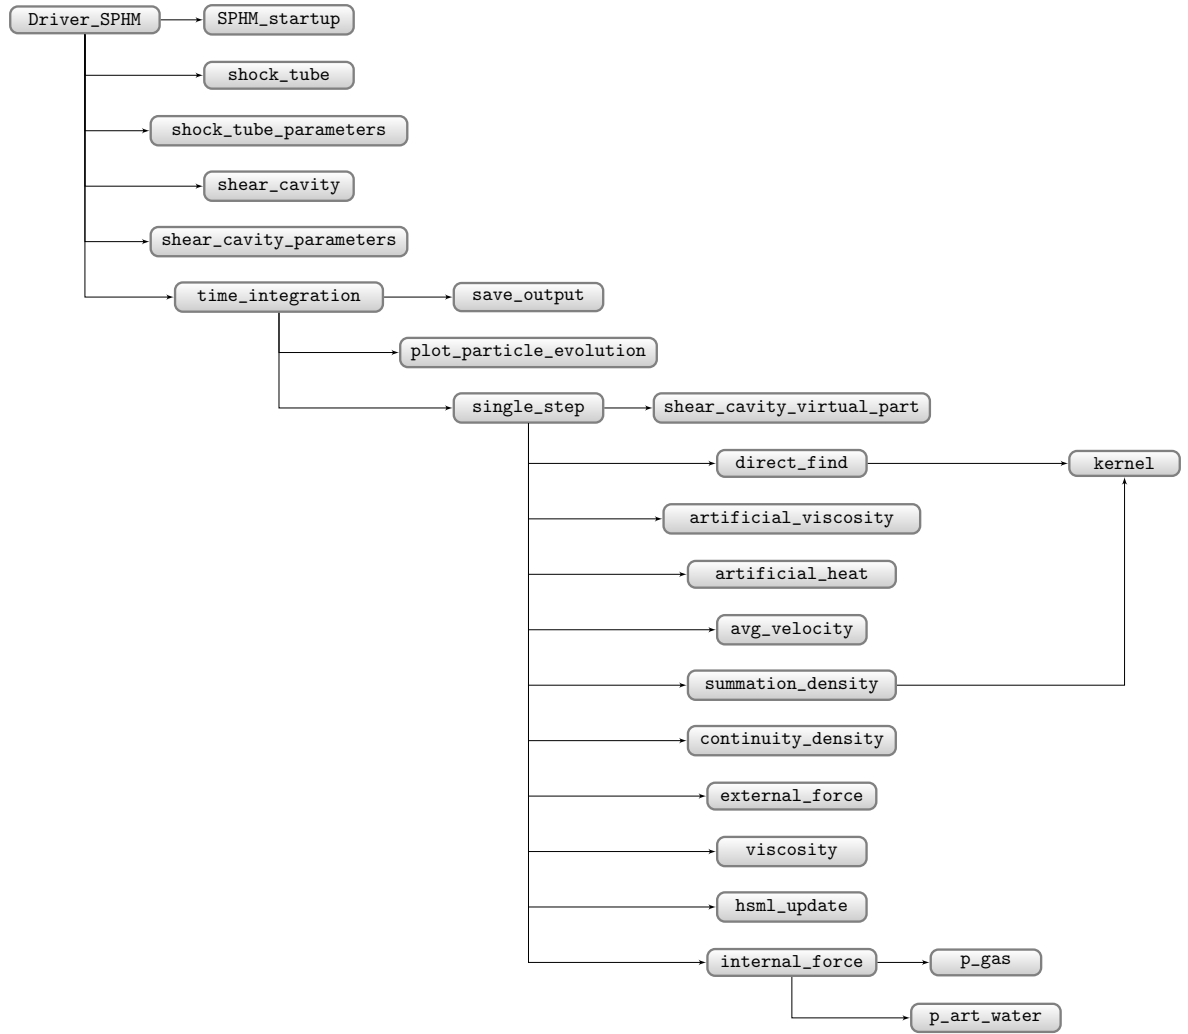 Driver_SPHM
SPHM_startup
shock_tube
shock_tube_parameters
shear_cavity
shear_cavity_parameters
time_integration
save_output
plot_particle_evolution
single_step
shear_cavity_virtual_part
direct_find
kernel
artificial_viscosity
artificial_heat
avg_velocity
summation_density
continuity_density
external_force
viscosity
hsml_update
internal_force
p_gas
p_art_water